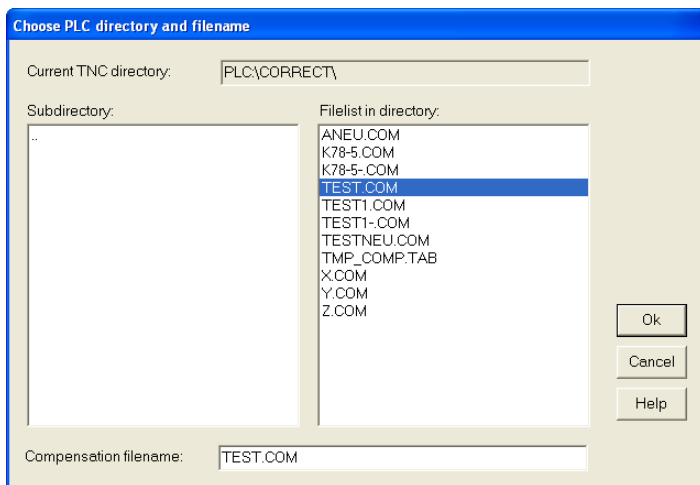 Choose PLC directory and filename
Current TNC directory:
PLC:\CORRECT\
Subdirectory:
..
Filelist in directory:
ANEU.COM
K78-5.COM
K78-5-.COM
TEST.COM
TEST1.COM
TEST1-.COM
TESTNEU.COM
TMP_COMP.TAB
X.COM
Y.COM
Z.COM
Ok
Cancel
Help
Compensation filename:
TEST.COM